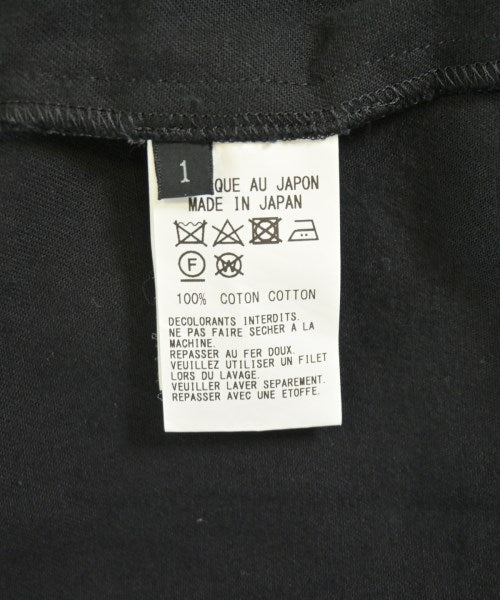 1
QUE AU JAPON
MADE IN JAPAN
F W
100% COTON COTTON
DECOLORANTS INTERDITS.
NE PAS FAIRE SECHER A LA
MACHINE.
REPASSER AU FER DOUX.
VEUILLEZ UTILISER UN FILET
LORS DU LAVAGE.
VEUILLER LAVER SEPAREMENT.
REPASSER AVEC UNE ETOFFE.